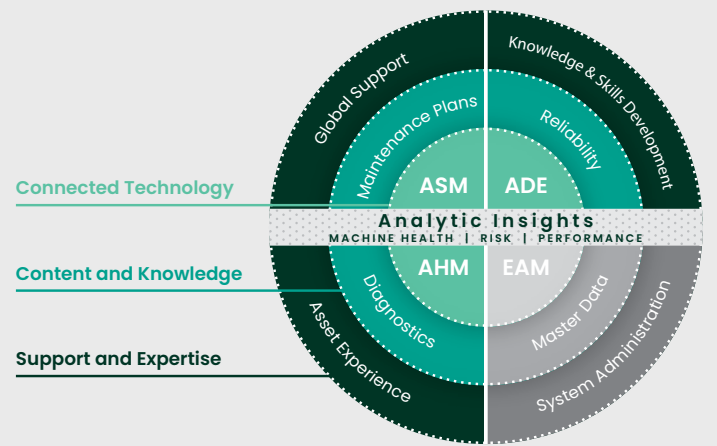 Global Support
Knowledge & Skills Development
Maintenance Plans
Reliability
ASM
ADE
Connected Technology
Analytic Insights
MACHINE HEALTH | RISK | PERFORMANCE
Content and Knowledge
AHM
EAM
Diagnostics
Master Data
Asset Experience
System Administration
Support and Expertise